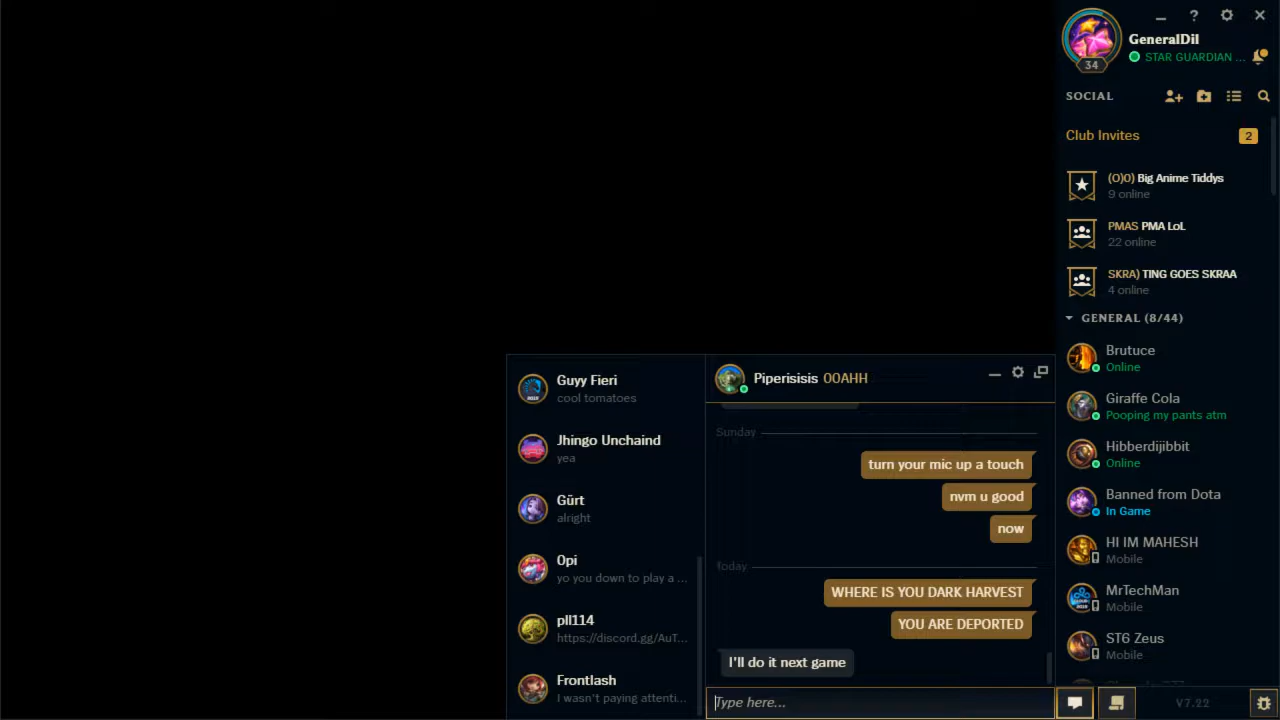 GeneralDil
34
STAR GUARDIAN ...
SOCIAL
Club Invites
2
(O)O) Big Anime Tiddys
9 online
PMAS PMA LoL
22 online
SKRA) TING GOES SKRAA
4 online
GENERAL (8/44)
Brutuce
Online
Giraffe Cola
Pooping my pants atm
Hibberdijibbit
Online
Banned from Dota
In Game
HI IM MAHESH
Mobile
MrTechMan
Mobile
ST6 Zeus
Mobile
V7.22
Guyy Fieri
cool tomatoes
Jhingo Unchaind
yea
Gürt
alright
Opi
yo you down to play a ...
pll114
https://discord.gg/AuT...
Frontlash
I wasn't paying attenti...
Piperisisis OOAHH
Sunday
turn your mic up a touch
nvm u good
now
Today
WHERE IS YOU DARK HARVEST
YOU ARE DEPORTED
I'll do it next game
Type here...